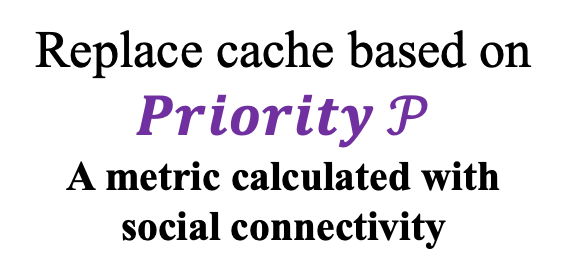 Replace cache based on
Priority 𝒫
A metric calculated with
social connectivity